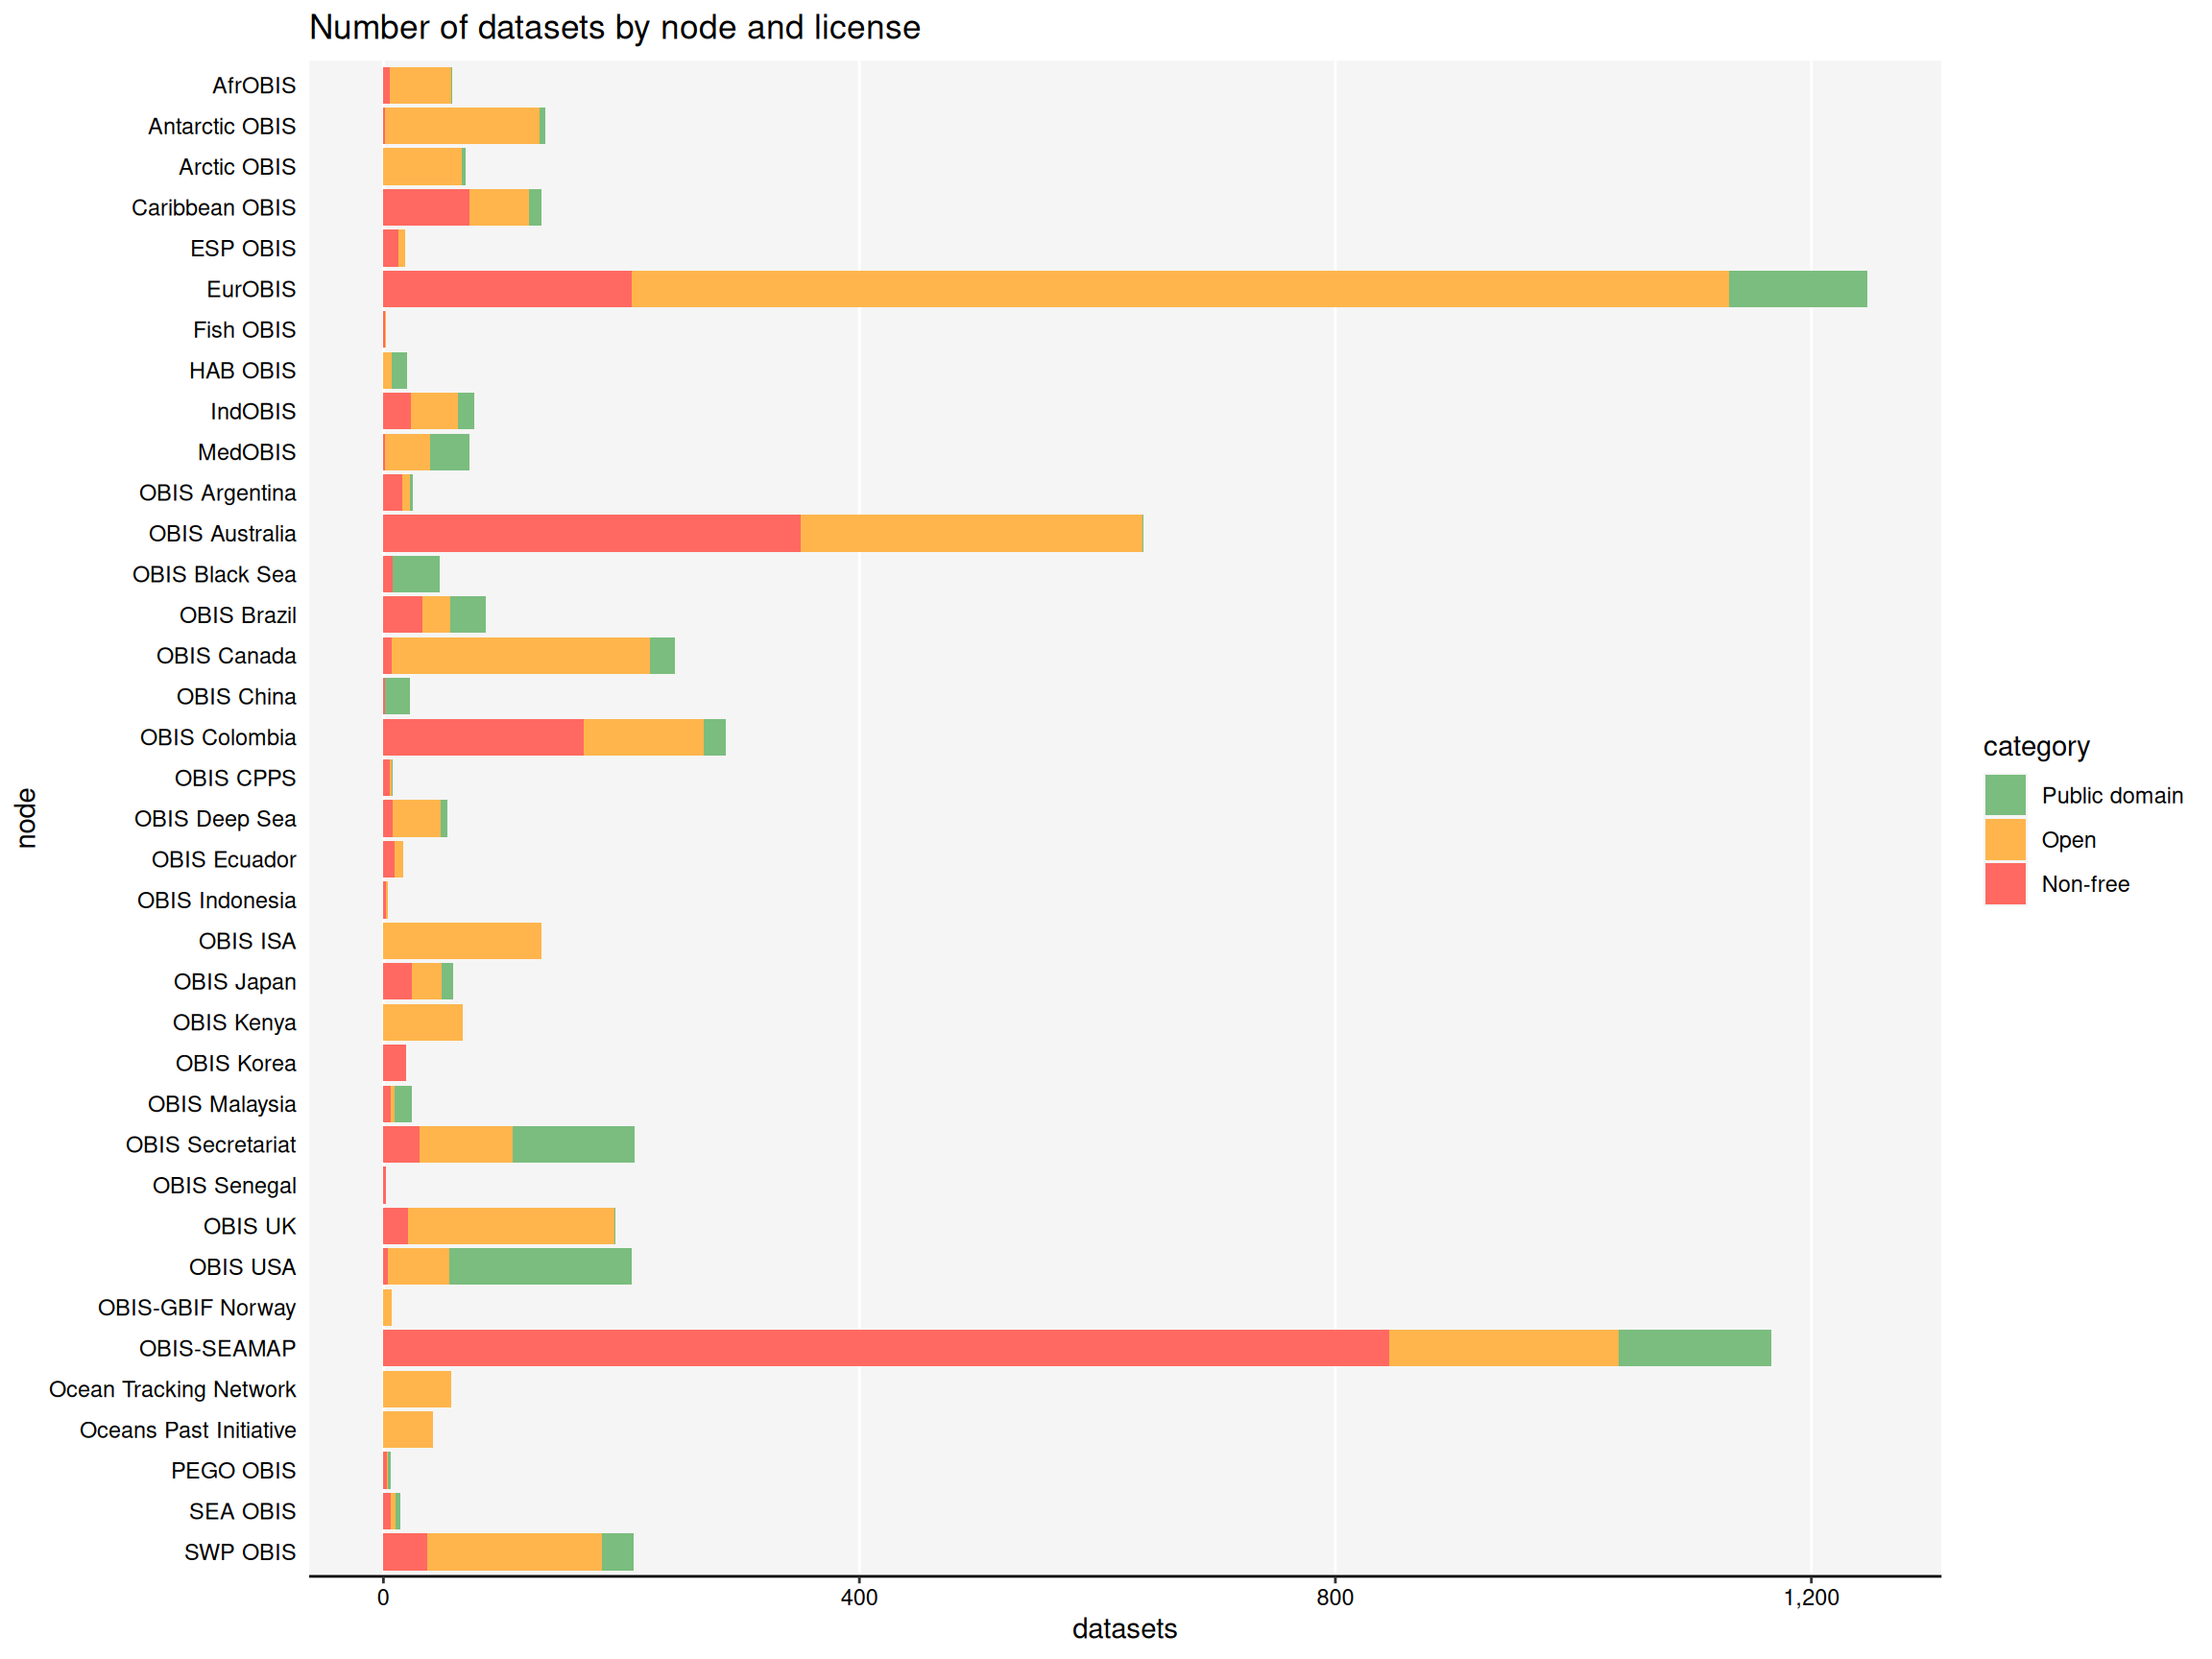 Number of datasets by node and license
AfrOBIS
Antarctic OBIS
Arctic OBIS
Caribbean OBIS
ESP OBIS
EurOBIS
Fish OBIS
HAB OBIS
IndOBIS
MedOBIS
OBIS Argentina
OBIS Australia
OBIS Black Sea
OBIS Brazil
OBIS Canada
OBIS China
OBIS Colombia
OBIS CPPS
OBIS Deep Sea
OBIS Ecuador
OBIS Indonesia
OBIS ISA
OBIS Japan
OBIS Kenya
OBIS Korea
OBIS Malaysia
OBIS Secretariat
OBIS Senegal
OBIS UK
OBIS USA
OBIS-GBIF Norway
OBIS-SEAMAP
Ocean Tracking Network
Oceans Past Initiative
PEGO OBIS
SEA OBIS
SWP OBIS
node
0 400 800 1,200
datasets
category
Public domain
Open
Non-free